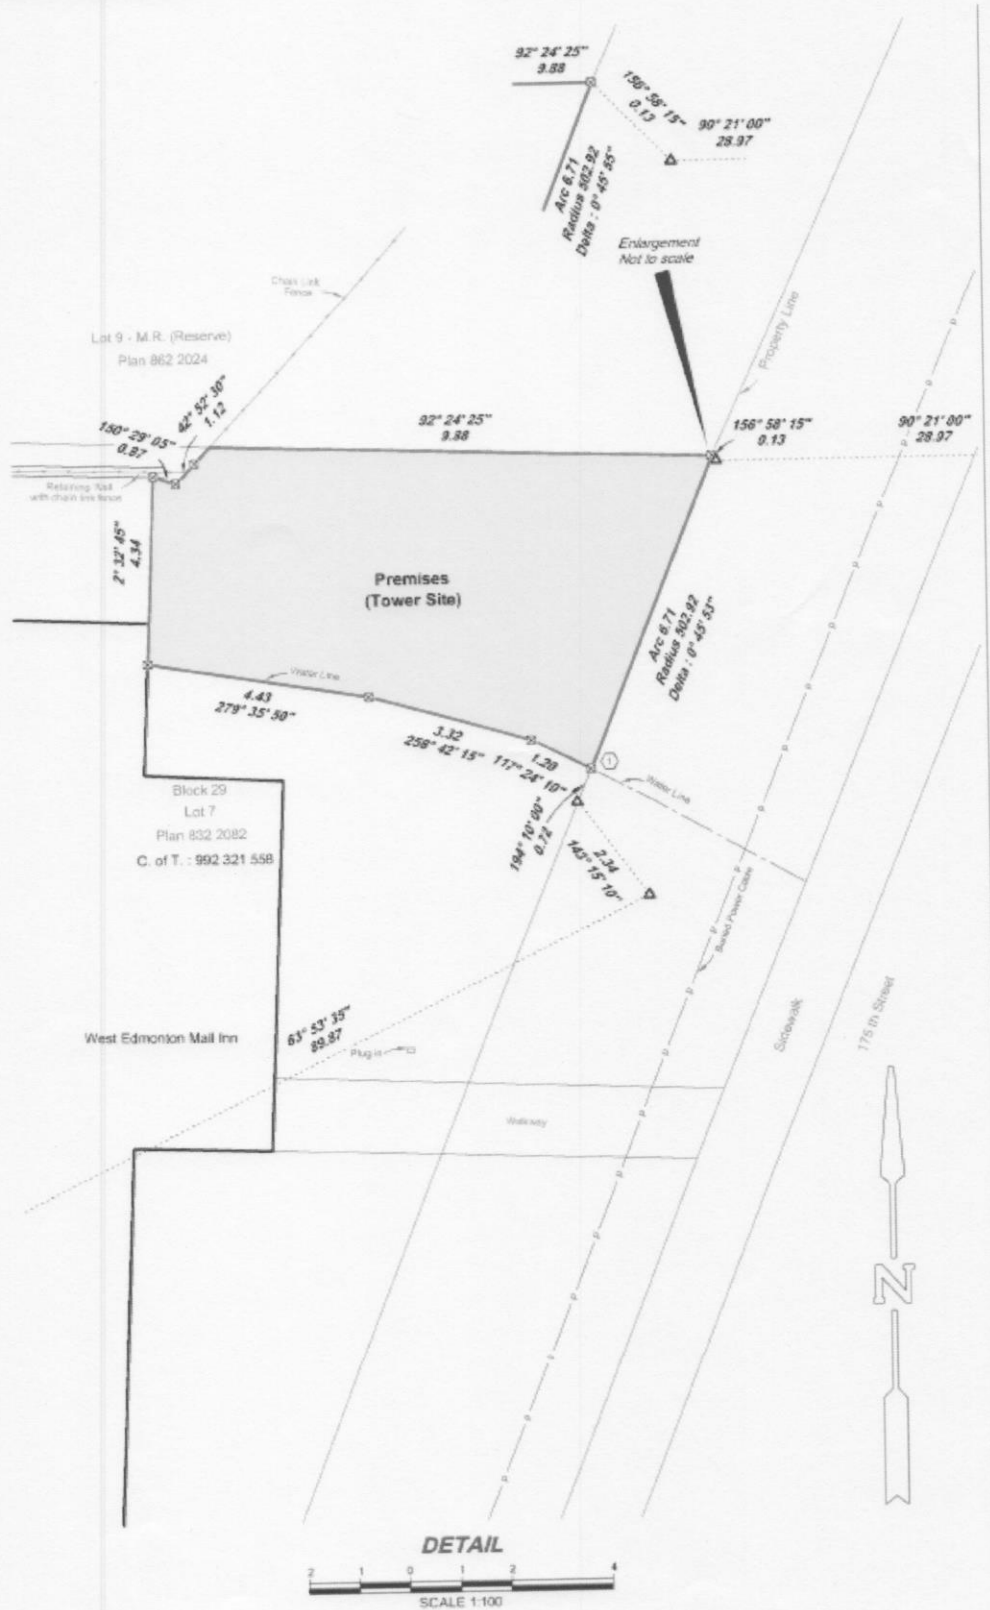 92° 24' 25"
9.88
156° 58' 15"
0.13
90° 21' 00"
28.97
Arc 6.71
Radius 502.92
Delta : 0° 45' 55"
Enlargement
Not to scale
Chain Link
Fence
Property Line
Lot 9 - M.R. (Reserve)
Plan 862 2024
42° 52' 30"
1.12
150° 29' 05"
0.87
92° 24' 25"
9.88
156° 58' 15"
0.13
90° 21' 00"
28.97
Retaining Wall
with chain link fence
2° 32' 45"
4.34
Premises
(Tower Site)
Arc 6.71
Radius 502.92
Delta : 0° 45' 53"
Water Line
4.43
279° 35' 50"
3.32
258° 42' 15"
1.20
117° 24' 10"
1
Water Line
194° 10' 00"
0.72
2.34
143° 15' 10"
Block 29
Lot 7
Plan 832 2082
C. of T. : 992 321 558
Buried Power Cable
West Edmonton Mall Inn
63° 53' 35"
89.87
Plug in
Sidewalk
175 th Street
Walkway
N
DETAIL
2 1 0 1 2 4
SCALE 1:100